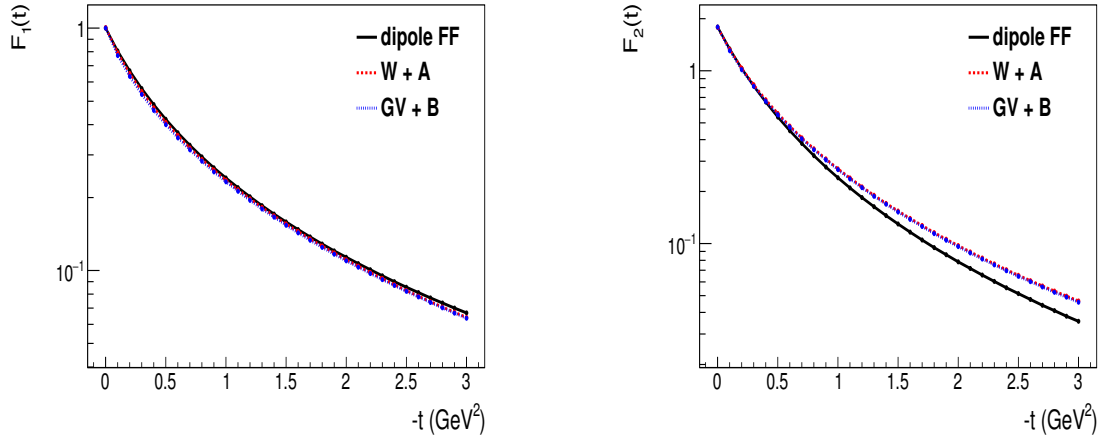 F₁(t)
1
10⁻¹
dipole FF
W + A
GV + B
0 0.5 1 1.5 2 2.5 3
-t (GeV²)
F₂(t)
1
10⁻¹
dipole FF
W + A
GV + B
0 0.5 1 1.5 2 2.5 3
-t (GeV²)